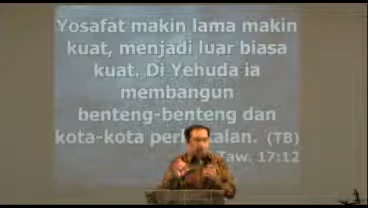 Yosafat makin lama makin
kuat, menjadi luar biasa
kuat. Di Yehuda ia
membangun
benteng-benteng dan
kota-kota perbekalan. (TB)
Taw. 17:12